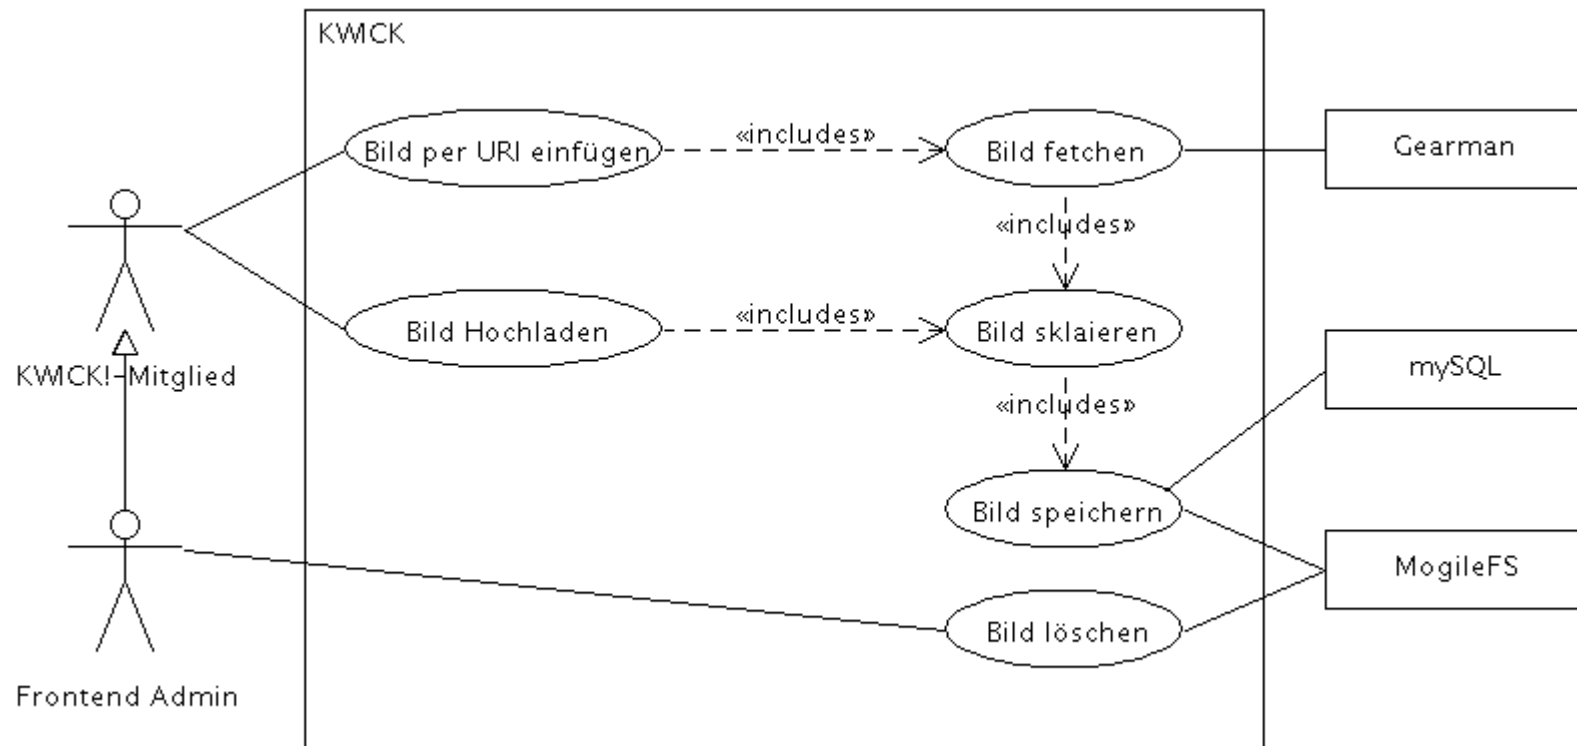 KWICK
Bild per URI einfügen
«includes»
Bild fetchen
Gearman
«includes»
Bild Hochladen
«includes»
Bild sklaieren
mySQL
KWICK!-Mitglied
«includes»
Bild speichern
MogileFS
Bild löschen
Frontend Admin